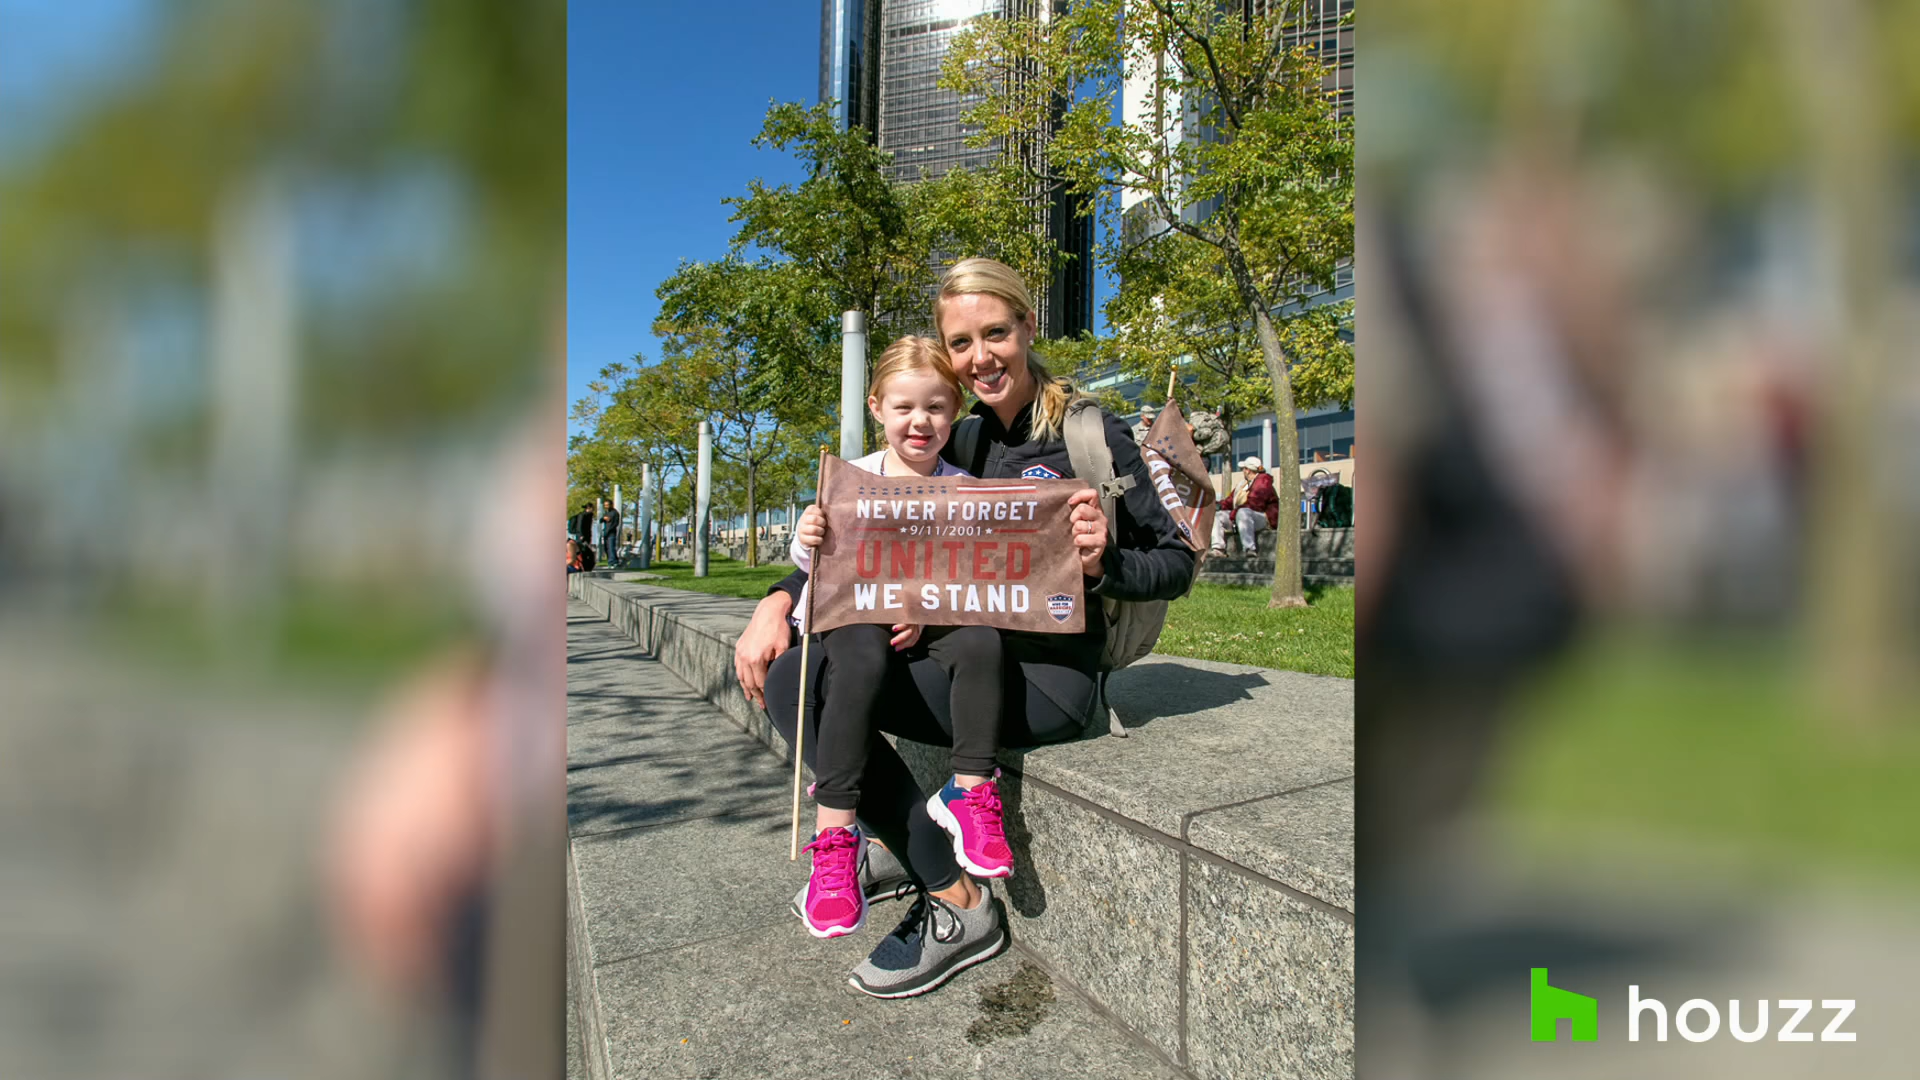 NEVER FORGET
★9/11/2001★
UNITED
WE STAND
houzz